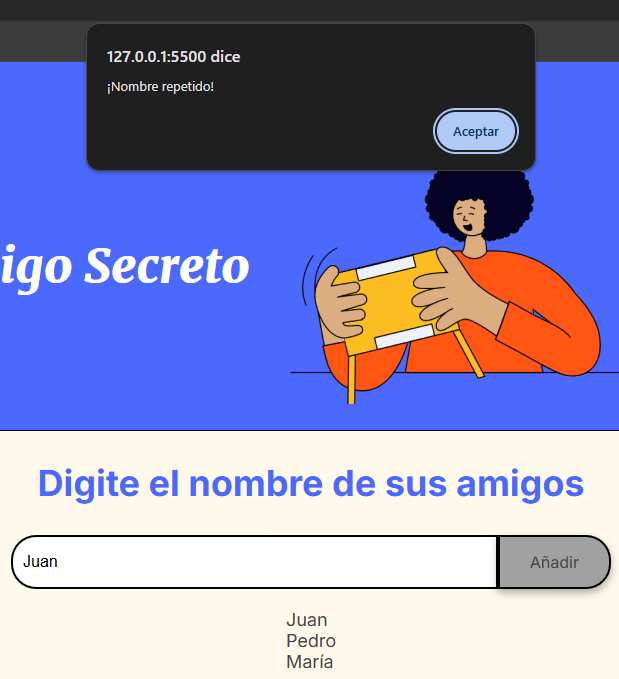 127.0.0.1:5500 dice
¡Nombre repetido!
Aceptar
igo Secreto
Digite el nombre de sus amigos
Juan
Añadir
Juan
Pedro
María